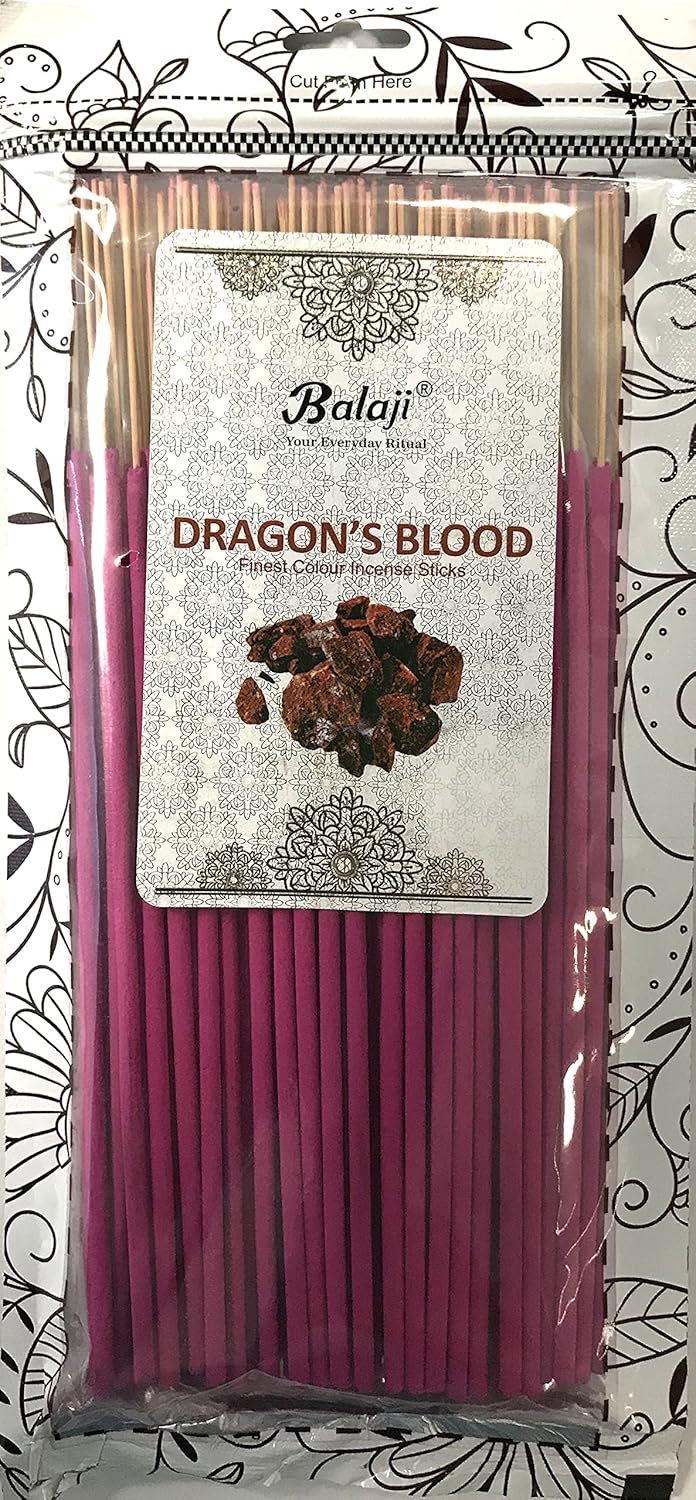 Cut From Here
Balaji®
Your Everyday Ritual
DRAGON'S BLOOD
Finest Colour Incense Sticks